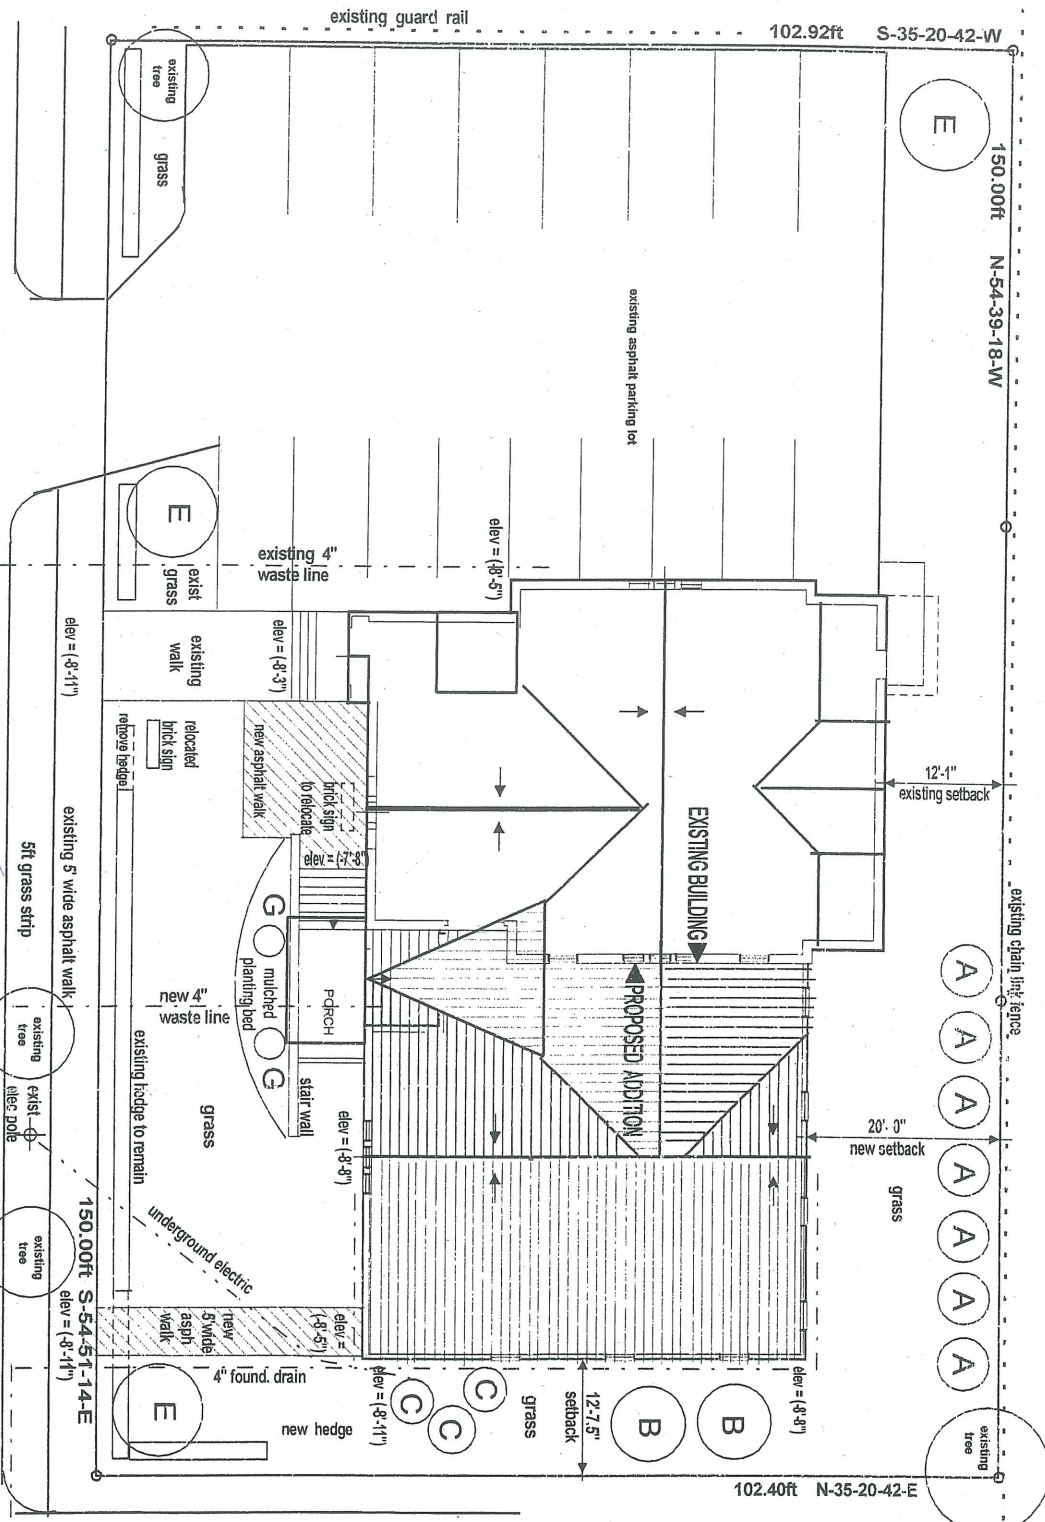 existing guard rail
102.92ft S-35-20-42-W
existing
tree
grass
E
150.00ft N-54-39-18-W
existing asphalt parking lot
E
exist
grass
existing 4"
waste line
elev = (-8'-5")
elev = (-8'-11")
existing
walk
elev = (-8'-3")
remove hedge
relocated
brick sign
new asphalt walk
brick sign
to relocate
elev = (-7'-8")
12'-1"
existing setback
EXISTING BUILDING
PROPOSED ADDITION
existing chain link fence
5ft grass strip
existing 5' wide asphalt walk
G
mulched
planting bed
G
PORCH
new 4"
waste line
stair wall
existing
tree
exist
elec pole
existing hedge to remain
grass
elev = (-8'-8")
20'- 0"
new setback
grass
A
A
A
A
A
A
A
existing
tree
underground electric
150.00ft S-54-51-14-E
elev = (-8'-11")
new
5'wide
asph
walk
elev =
(-8'-5")
4" found. drain
E
new hedge
elev = (-8'-11")
C
C
C
grass
12'-7.5"
setback
B
B
elev = (-8'-8")
existing
tree
102.40ft N-35-20-42-E